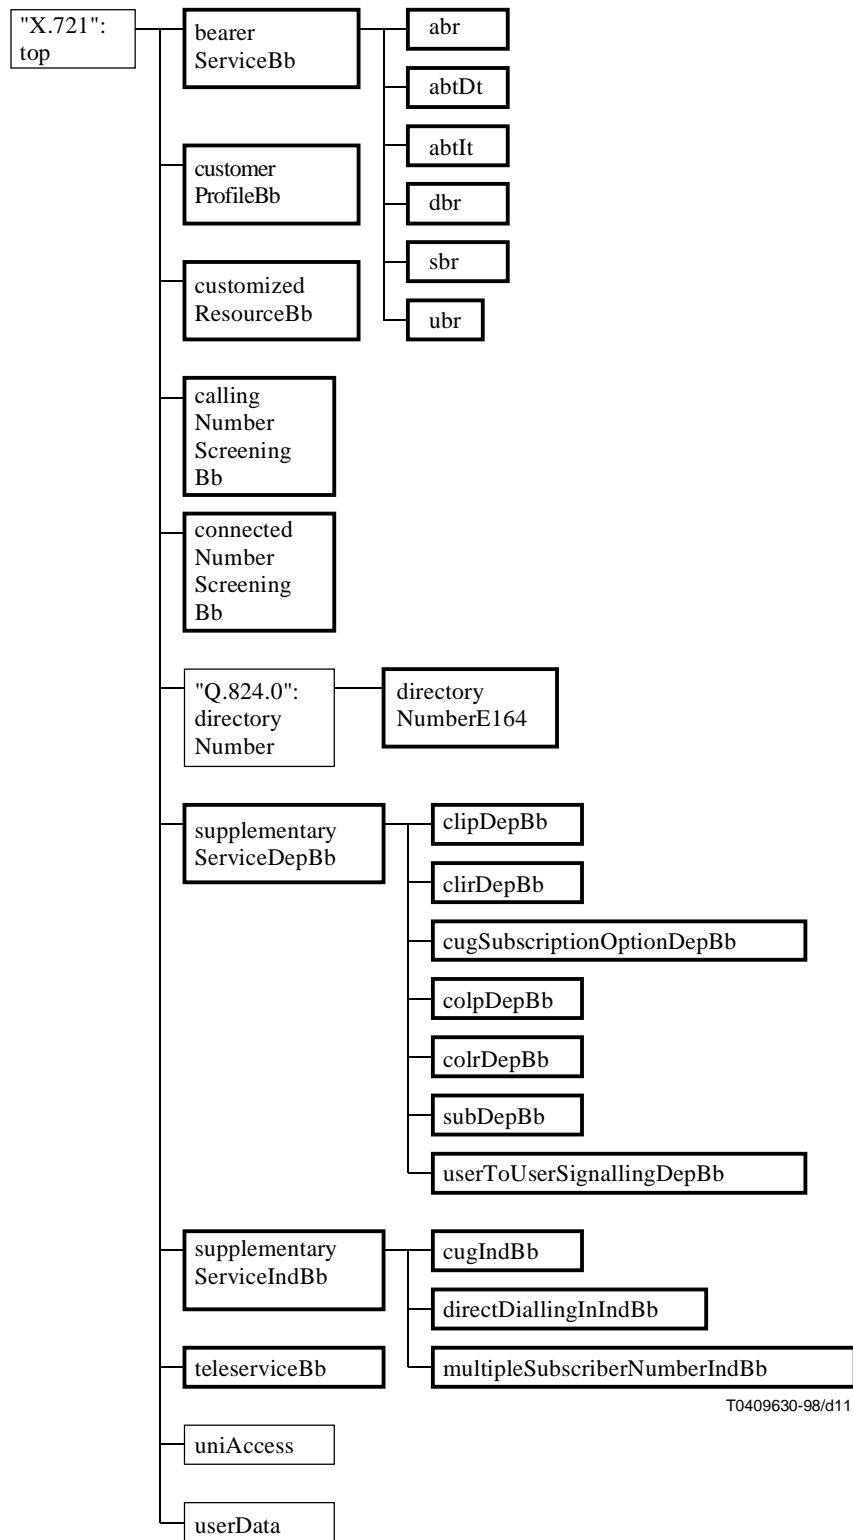 "X.721":
top
bearer
ServiceBb
abr
abtDt
abtIt
dbr
sbr
ubr
customer
ProfileBb
customized
ResourceBb
calling
Number
Screening
Bb
connected
Number
Screening
Bb
"Q.824.0":
directory
Number
directory
NumberE164
supplementary
ServiceDepBb
clipDepBb
clirDepBb
cugSubscriptionOptionDepBb
colpDepBb
colrDepBb
subDepBb
userToUserSignallingDepBb
supplementary
ServiceIndBb
cugIndBb
directDiallingInIndBb
multipleSubscriberNumberIndBb
teleserviceBb
T0409630-98/d11
uniAccess
userData